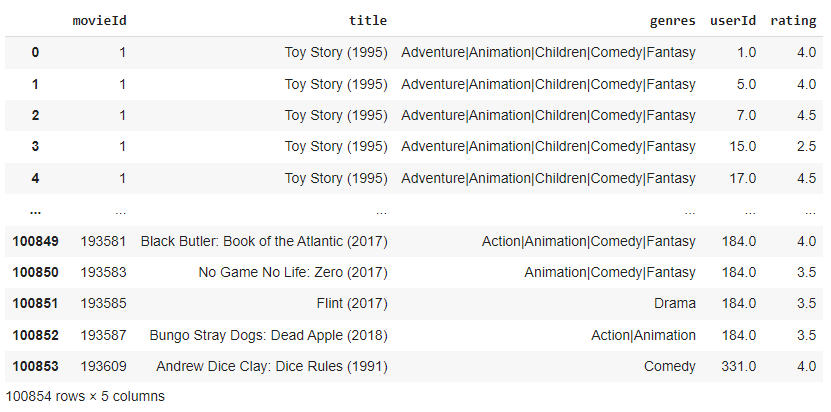 movieId title genres userId rating
0 1 Toy Story (1995) Adventure|Animation|Children|Comedy|Fantasy 1.0 4.0
1 1 Toy Story (1995) Adventure|Animation|Children|Comedy|Fantasy 5.0 4.0
2 1 Toy Story (1995) Adventure|Animation|Children|Comedy|Fantasy 7.0 4.5
3 1 Toy Story (1995) Adventure|Animation|Children|Comedy|Fantasy 15.0 2.5
4 1 Toy Story (1995) Adventure|Animation|Children|Comedy|Fantasy 17.0 4.5
... ... ... ... ... ...
100849 193581 Black Butler: Book of the Atlantic (2017) Action|Animation|Comedy|Fantasy 184.0 4.0
100850 193583 No Game No Life: Zero (2017) Animation|Comedy|Fantasy 184.0 3.5
100851 193585 Flint (2017) Drama 184.0 3.5
100852 193587 Bungo Stray Dogs: Dead Apple (2018) Action|Animation 184.0 3.5
100853 193609 Andrew Dice Clay: Dice Rules (1991) Comedy 331.0 4.0
100854 rows × 5 columns